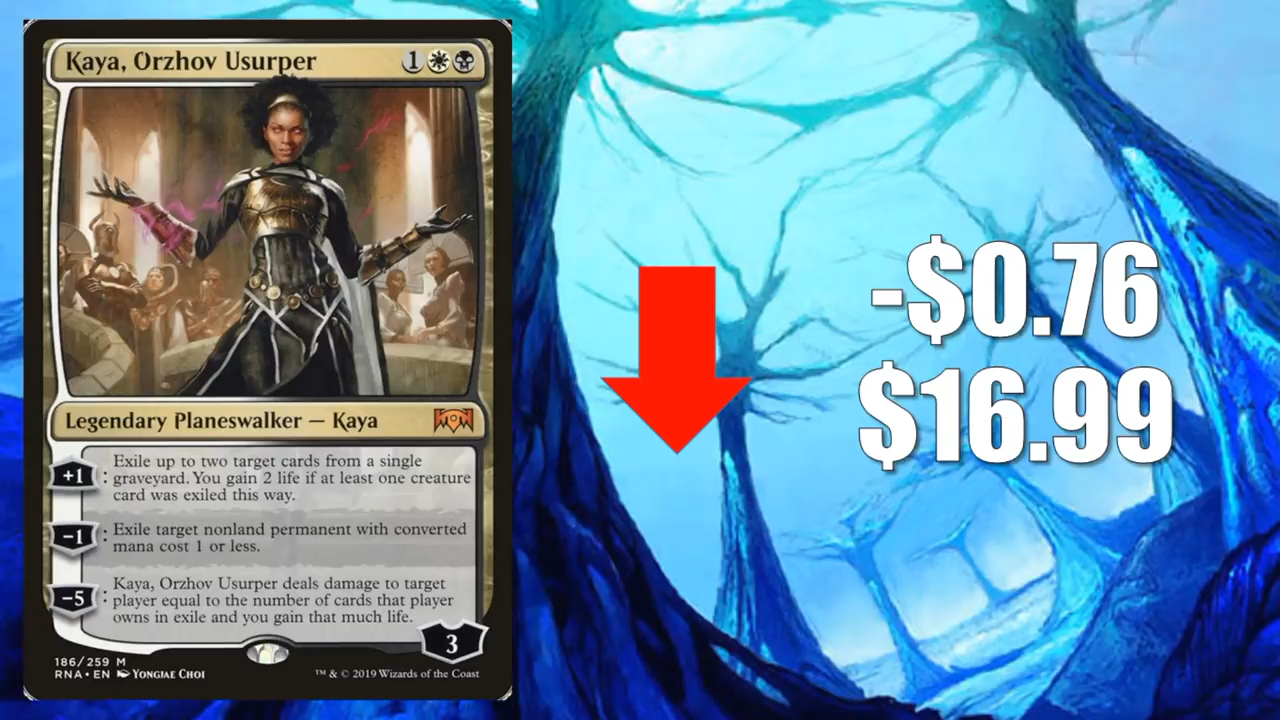 Kaya, Orzhov Usurper 1
Legendary Planeswalker — Kaya
+1 : Exile up to two target cards from a single
graveyard. You gain 2 life if at least one creature
card was exiled this way.
−1 : Exile target nonland permanent with converted
mana cost 1 or less.
−5 : Kaya, Orzhov Usurper deals damage to target
player equal to the number of cards that player
owns in exile and you gain that much life.
3
186/259 M
RNA • EN Yongjae Choi
™ & © 2019 Wizards of the Coast
-$0.76
$16.99